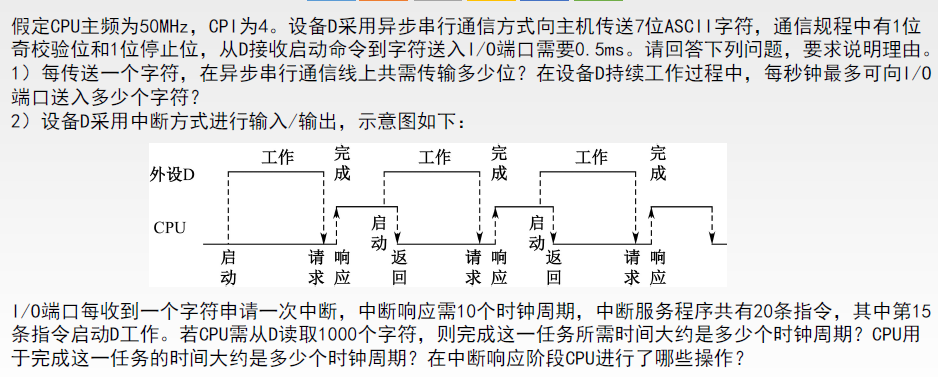 假定CPU主频为50MHz，CPI为4。设备D采用异步串行通信方式向主机传送7位ASCII字符，通信规程中有1位
奇校验位和1位停止位，从D接收启动命令到字符送入I/O端口需要0.5ms。请回答下列问题，要求说明理由。
1）每传送一个字符，在异步串行通信线上共需传输多少位？在设备D持续工作过程中，每秒钟最多可向I/O
端口送入多少个字符？
2）设备D采用中断方式进行输入/输出，示意图如下：
工作 完成 工作 完成 工作 完成
外设D
CPU
启动 启动
启动 请求 响应 返回 请求 响应 返回 请求 响应
I/O端口每收到一个字符申请一次中断，中断响应需10个时钟周期，中断服务程序共有20条指令，其中第15
条指令启动D工作。若CPU需从D读取1000个字符，则完成这一任务所需时间大约是多少个时钟周期？CPU用
于完成这一任务的时间大约是多少个时钟周期？在中断响应阶段CPU进行了哪些操作？